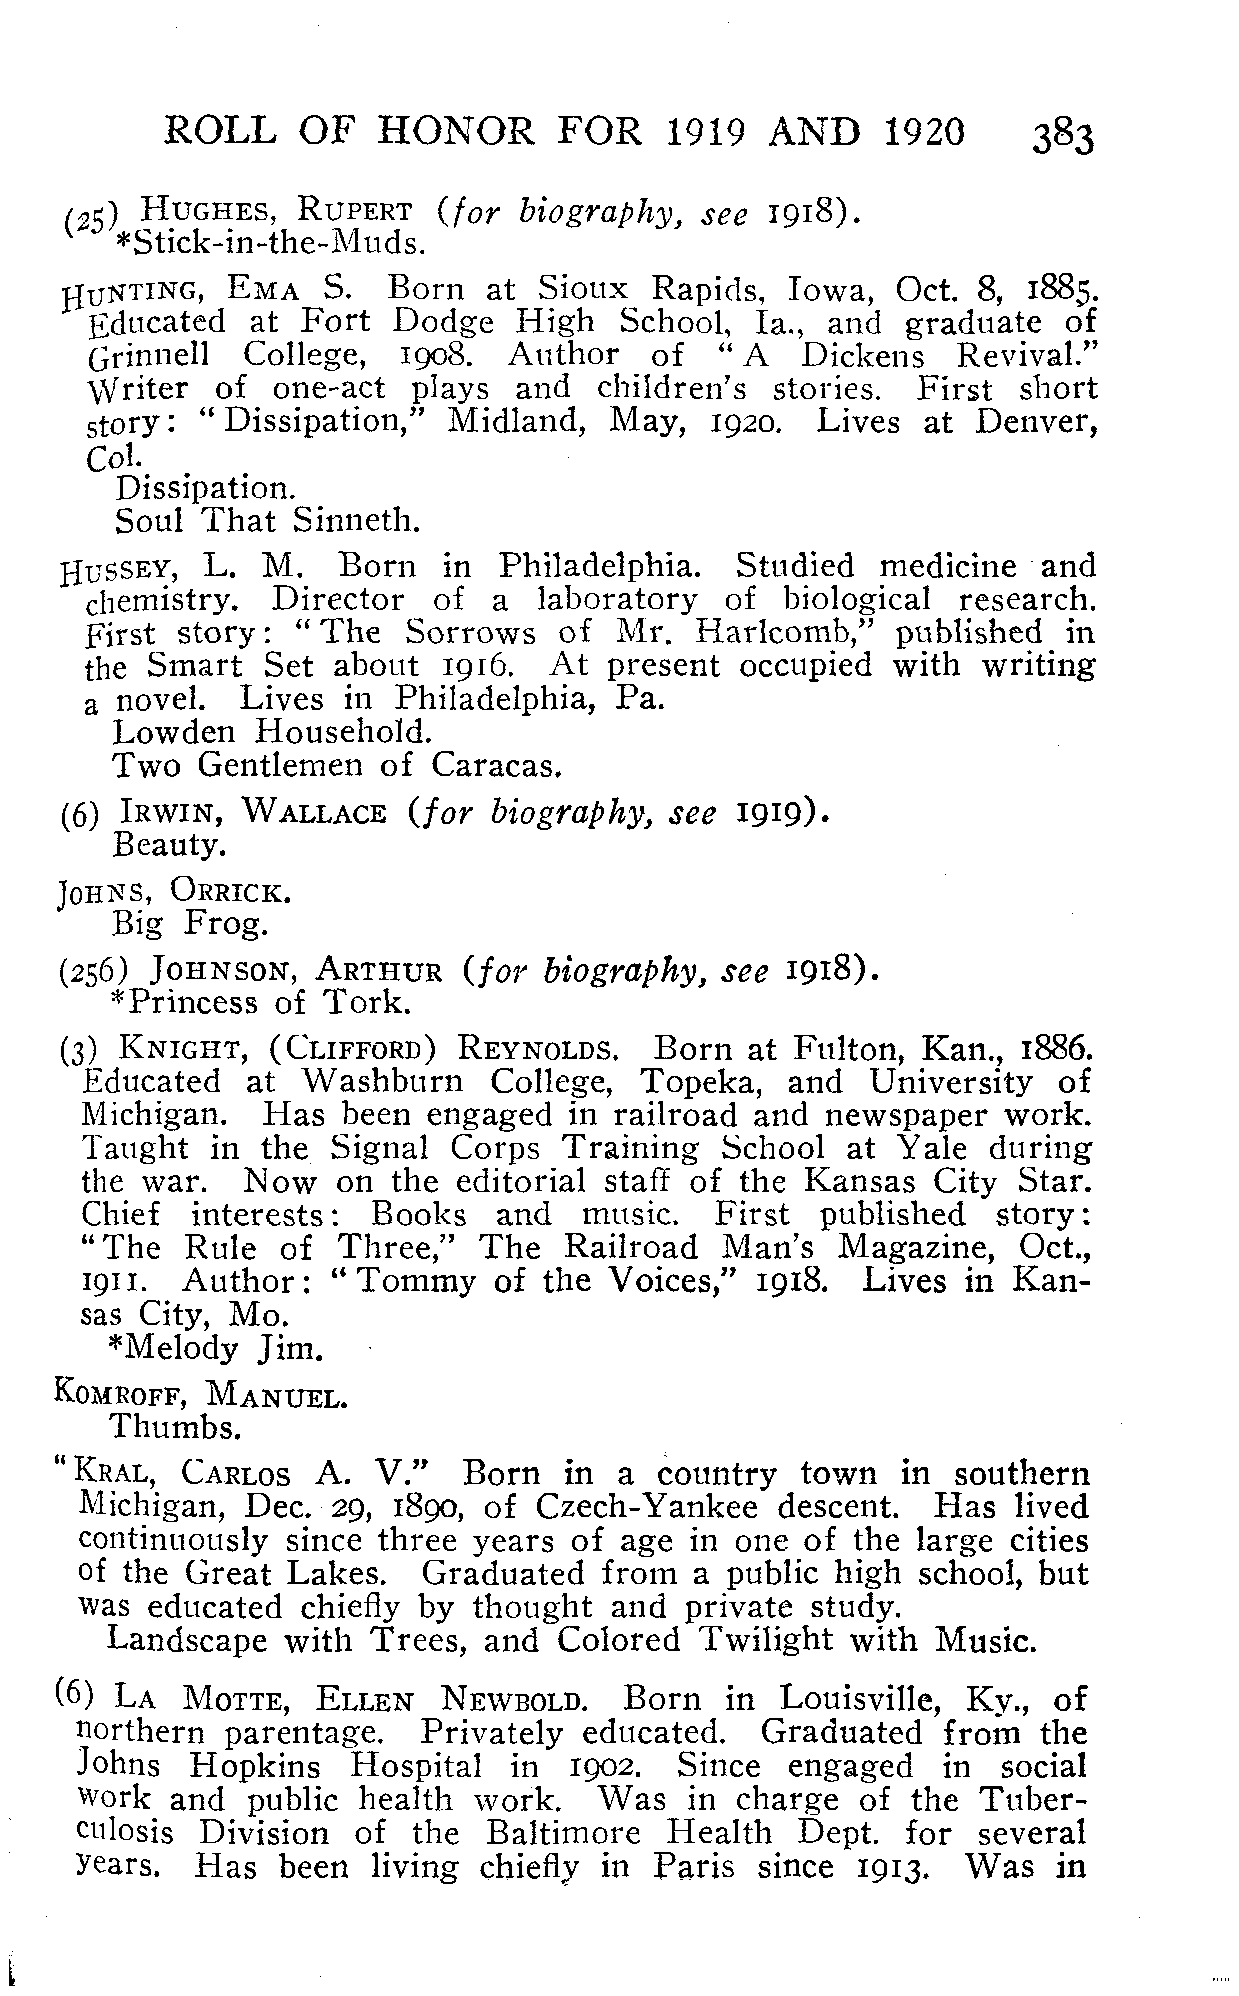 ROLL OF HONOR FOR 1919 AND 1920 383
(25) HUGHES, RUPERT (for biography, see 1918).
*Stick-in-the-Muds.
HUNTING, EMA S. Born at Sioux Rapids, Iowa, Oct. 8, 1885.
Educated at Fort Dodge High School, Ia., and graduate of
Grinnell College, 1908. Author of “A Dickens Revival.”
Writer of one-act plays and children's stories. First short
story: “Dissipation,” Midland, May, 1920. Lives at Denver,
Col.
Dissipation.
Soul That Sinneth.
HUSSEY, L. M. Born in Philadelphia. Studied medicine and
chemistry. Director of a laboratory of biological research.
First story: “The Sorrows of Mr. Harlcomb,” published in
the Smart Set about 1916. At present occupied with writing
a novel. Lives in Philadelphia, Pa.
Lowden Household.
Two Gentlemen of Caracas.
(6) IRWIN, WALLACE (for biography, see 1919).
Beauty.
JOHNS, ORRICK.
Big Frog.
(256) JOHNSON, ARTHUR (for biography, see 1918).
*Princess of Tork.
(3) KNIGHT, (CLIFFORD) REYNOLDS. Born at Fulton, Kan., 1886.
Educated at Washburn College, Topeka, and University of
Michigan. Has been engaged in railroad and newspaper work.
Taught in the Signal Corps Training School at Yale during
the war. Now on the editorial staff of the Kansas City Star.
Chief interests: Books and music. First published story:
“The Rule of Three,” The Railroad Man's Magazine, Oct.,
1911. Author: “Tommy of the Voices,” 1918. Lives in Kan-
sas City, Mo.
*Melody Jim.
KOMROFF, MANUEL.
Thumbs.
“KRAL, CARLOS A. V.” Born in a country town in southern
Michigan, Dec. 29, 1890, of Czech-Yankee descent. Has lived
continuously since three years of age in one of the large cities
of the Great Lakes. Graduated from a public high school, but
was educated chiefly by thought and private study.
Landscape with Trees, and Colored Twilight with Music.
(6) LA MOTTE, ELLEN NEWBOLD. Born in Louisville, Ky., of
northern parentage. Privately educated. Graduated from the
Johns Hopkins Hospital in 1902. Since engaged in social
work and public health work. Was in charge of the Tuber-
culosis Division of the Baltimore Health Dept. for several
years. Has been living chiefly in Paris since 1913. Was in